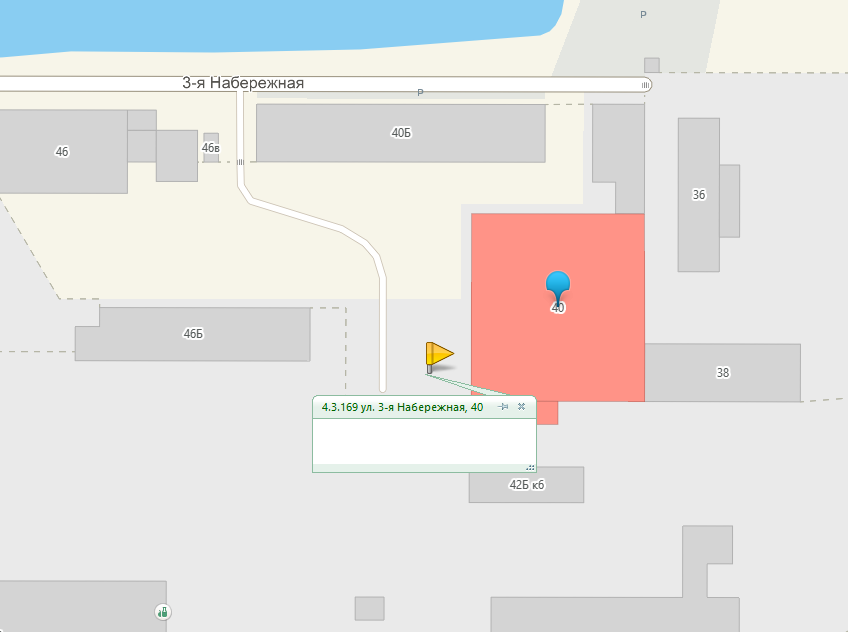 P
3-я Набережная
P
46
46в
40Б
36
40
46Б
38
4.3.169 ул. 3-я Набережная, 40
42Б к6